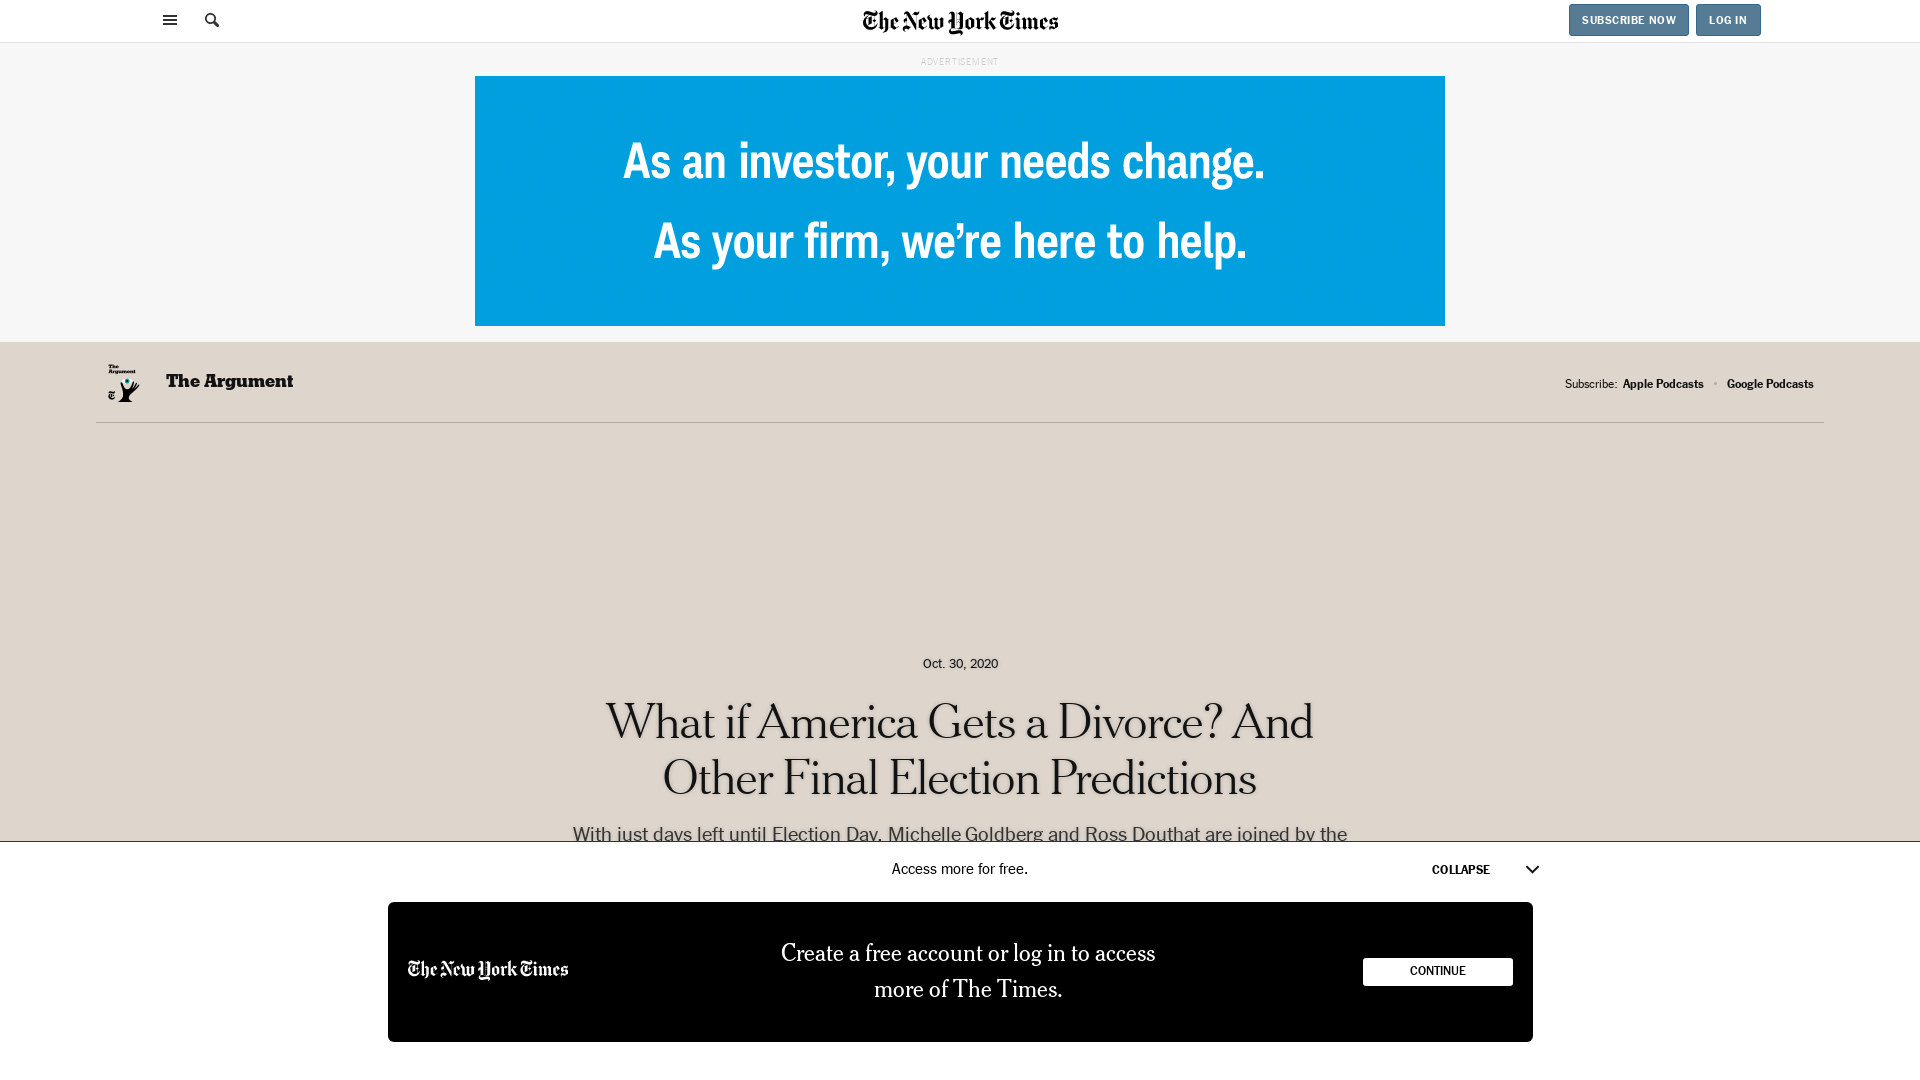 The New York Times
SUBSCRIBE NOW
LOG IN
ADVERTISEMENT
As an investor, your needs change.
As your firm, we’re here to help.
The Argument
The Argument
Subscribe: Apple Podcasts • Google Podcasts
Oct. 30, 2020
What if America Gets a Divorce? And
Other Final Election Predictions
With just days left until Election Day, Michelle Goldberg and Ross Douthat are joined by the
Access more for free.
COLLAPSE
The New York Times
Create a free account or log in to access
more of The Times.
CONTINUE